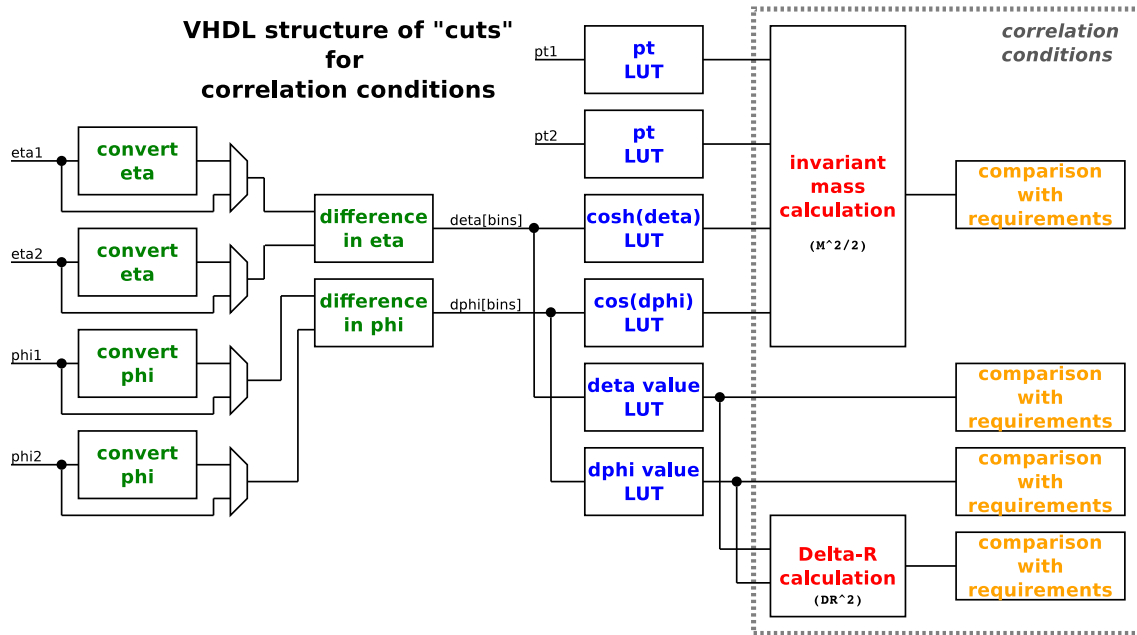 VHDL structure of "cuts"
for
correlation conditions
correlation
conditions
pt1
pt
LUT
pt2
pt
LUT
eta1
convert
eta
eta2
convert
eta
phi1
convert
phi
phi2
convert
phi
difference
in eta
difference
in phi
deta[bins]
dphi[bins]
cosh(deta)
LUT
cos(dphi)
LUT
deta value
LUT
dphi value
LUT
invariant
mass
calculation
(M^2/2)
Delta-R
calculation
(DR^2)
comparison
with
requirements
comparison
with
requirements
comparison
with
requirements
comparison
with
requirements